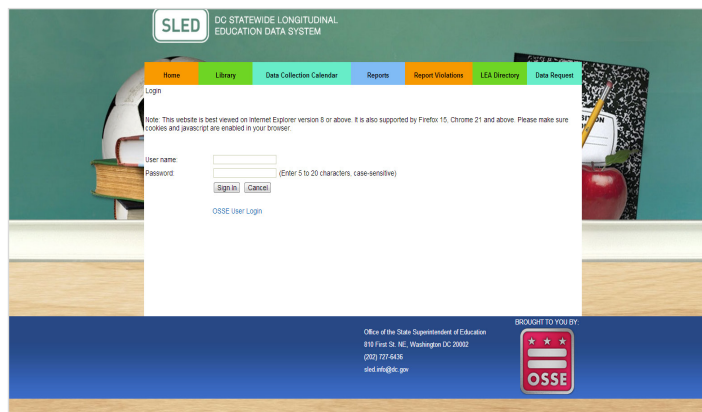 SLED
DC STATEWIDE LONGITUDINAL
EDUCATION DATA SYSTEM
Home Library Data Collection Calendar Reports Report Violations LEA Directory Data Request
Login
Note: This website is best viewed on Internet Explorer version 8 or above. It is also supported by Firefox 15, Chrome 21 and above. Please make sure
cookies and javascript are enabled in your browser.
User name:
Password: (Enter 5 to 20 characters, case-sensitive)
Sign In Cancel
OSSE User Login
BROUGHT TO YOU BY:
Office of the State Superintendent of Education
810 First St. NE, Washington DC 20002
(202) 727-6436
sled.info@dc.gov
OSSE